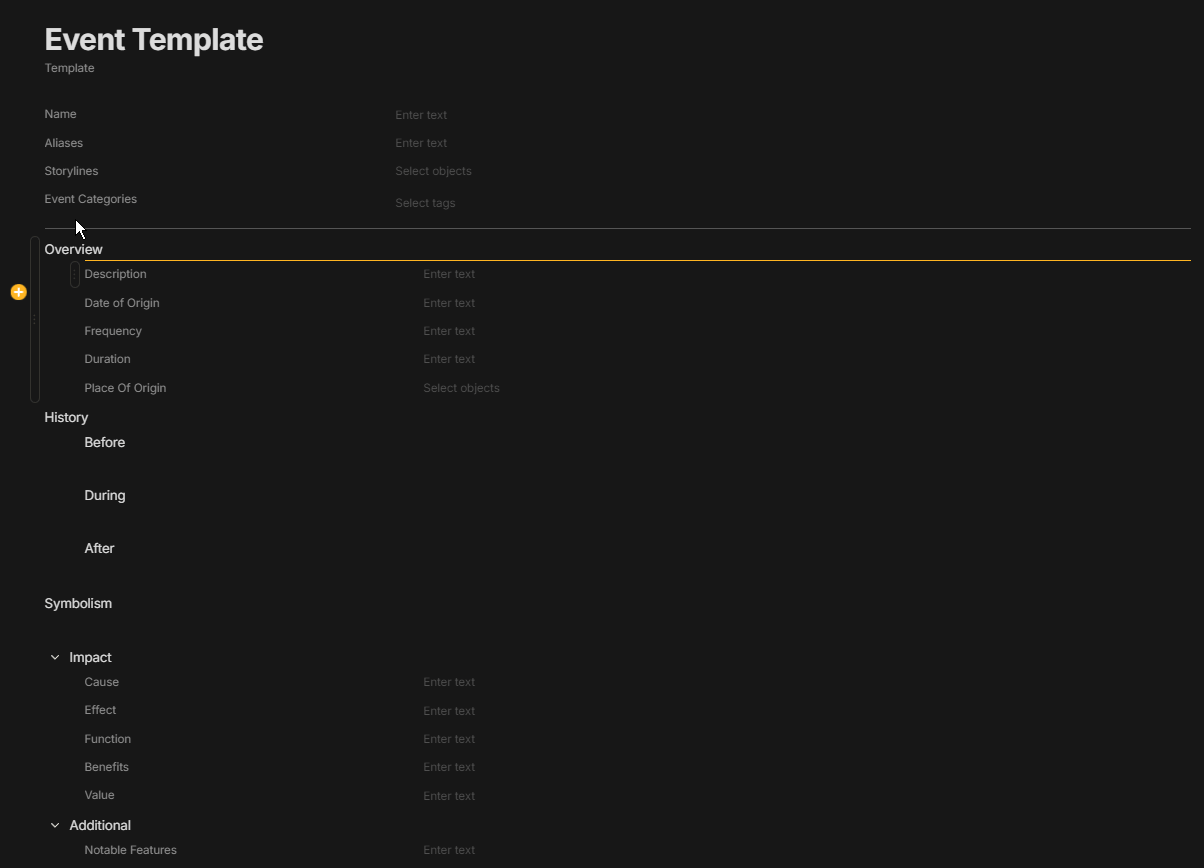 Event Template
Template
Name Enter text
Aliases Enter text
Storylines Select objects
Event Categories Select tags
Overview
Description Enter text
Date of Origin Enter text
Frequency Enter text
Duration Enter text
Place Of Origin Select objects
History
Before
During
After
Symbolism
Impact
Cause Enter text
Effect Enter text
Function Enter text
Benefits Enter text
Value Enter text
Additional
Notable Features Enter text